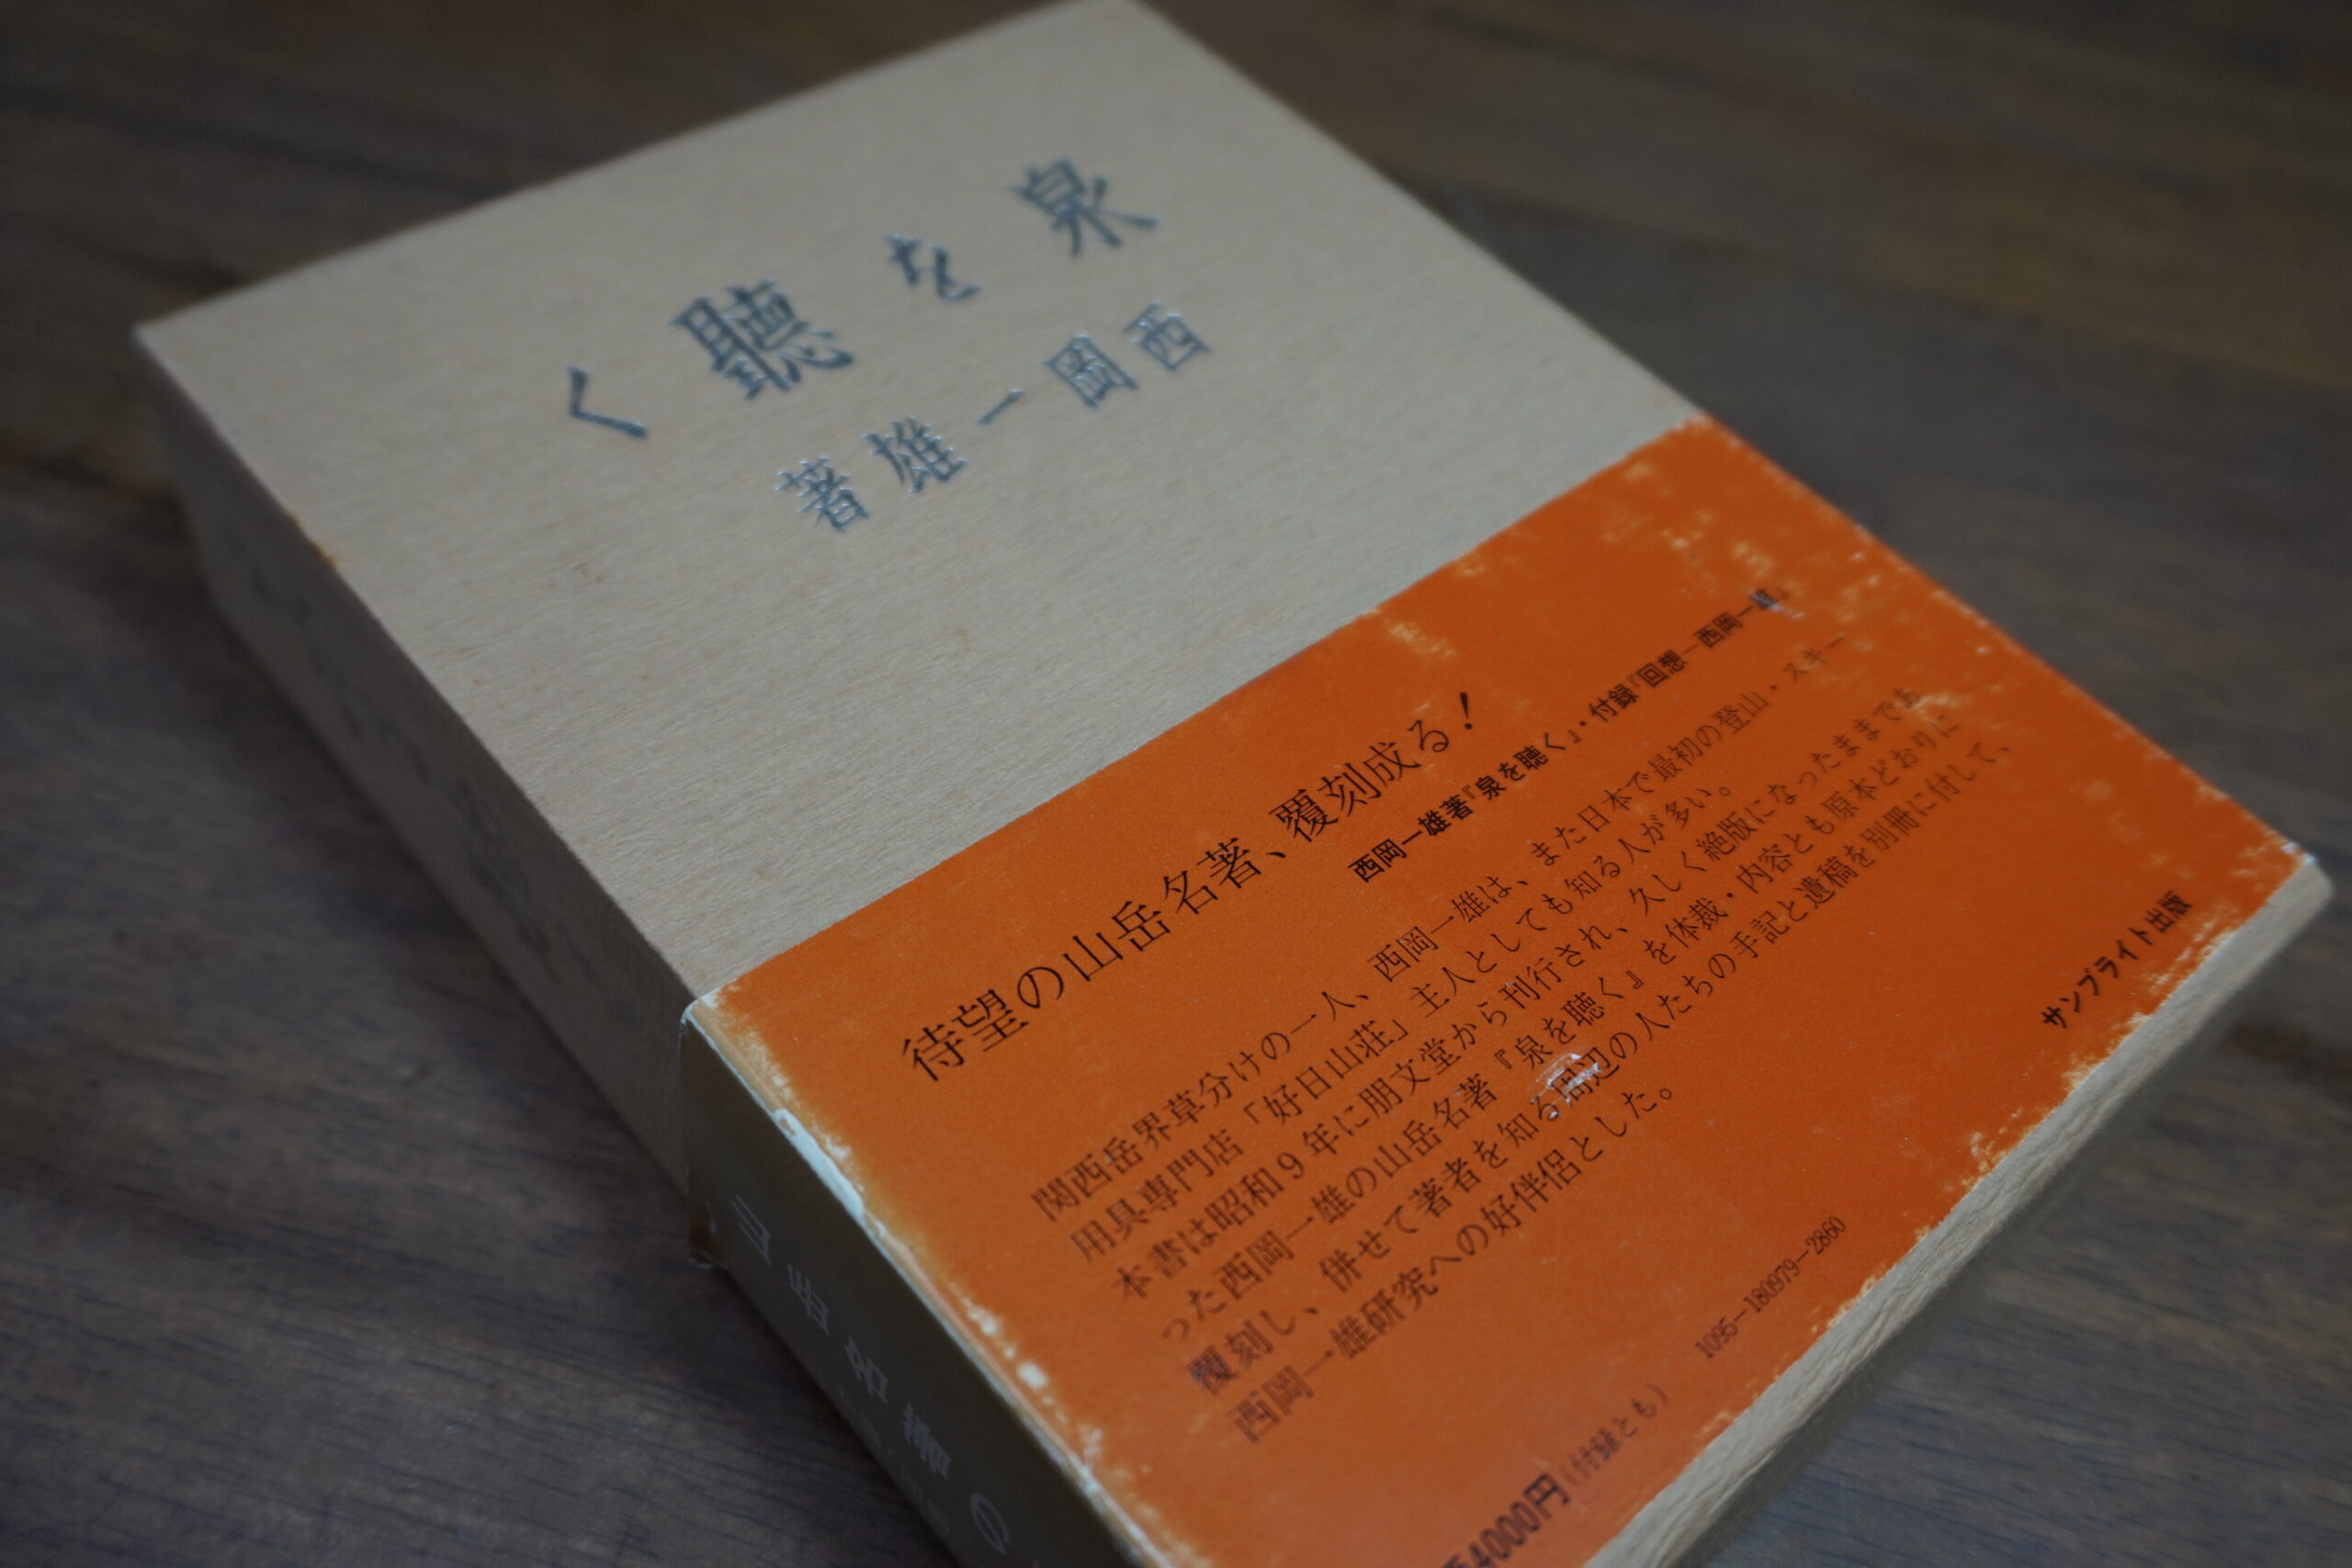 泉を聴く
西岡一雄著
待望の山岳名著、覆刻成る!
西岡一雄著『泉を聴く』・付録『回想―西岡一雄』
関西岳界草分けの一人、西岡一雄は、また日本で最初の登山・スキー
用具専門店「好日山荘」主人としても知る人が多い。
本書は昭和9年に朋文堂から刊行され、久しく絶版になったままであ
った西岡一雄の山岳名著『泉を聴く』を体裁・内容とも原本どおりに
覆刻し、併せて著者を知る周辺の人たちの手記と遺稿を別冊に付して、
西岡一雄研究への好伴侶とした。
サンブライト出版
1095―180979―2860
4000円(付録とも)
山岳名著の